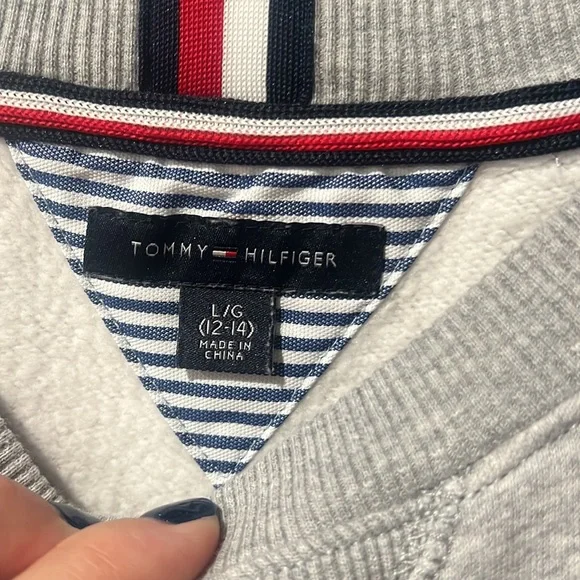 TOMMY HILFIGER
L/G
(12-14)
MADE IN
CHINA